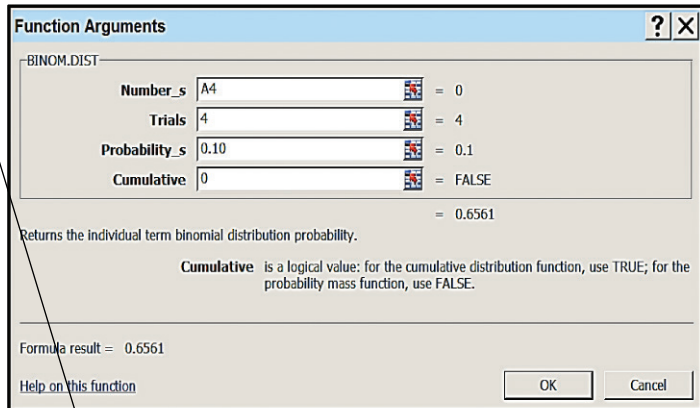 Function Arguments ? X
BINOM.DIST
Number_s A4 = 0
Trials 4 = 4
Probability_s 0.10 = 0.1
Cumulative 0 = FALSE
= 0.6561
Returns the individual term binomial distribution probability.
Cumulative is a logical value: for the cumulative distribution function, use TRUE; for the
probability mass function, use FALSE.
Formula result = 0.6561
Help on this function OK Cancel